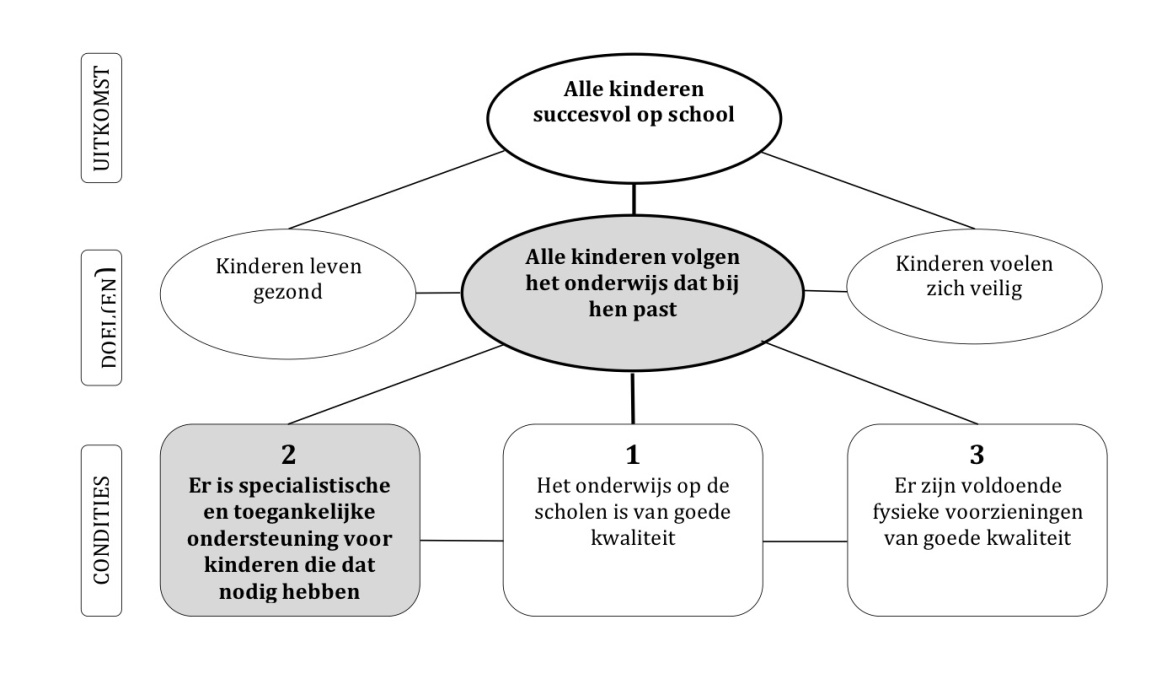 UITKOMST
Alle kinderen
succesvol op school
DOEL(EN)
Kinderen leven
gezond
Alle kinderen volgen
het onderwijs dat bij
hen past
Kinderen voelen
zich veilig
CONDITIES
2
Er is specialistische
en toegankelijke
ondersteuning voor
kinderen die dat
nodig hebben
1
Het onderwijs op de
scholen is van goede
kwaliteit
3
Er zijn voldoende
fysieke voorzieningen
van goede kwaliteit